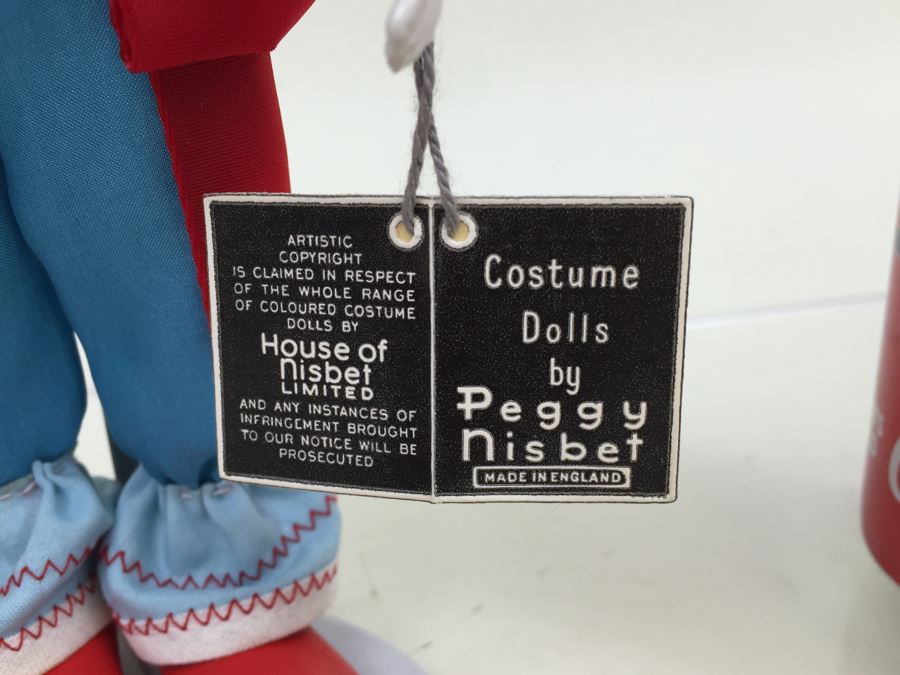 ARTISTIC
COPYRIGHT
IS CLAIMED IN RESPECT
OF THE WHOLE RANGE
OF COLOURED COSTUME
DOLLS BY
House of
nisbet
LIMITED
AND ANY INSTANCES OF
INFRINGEMENT BROUGHT
TO OUR NOTICE WILL BE
PROSECUTED
Costume
Dolls
by
Peggy
nisbet
MADE IN ENGLAND